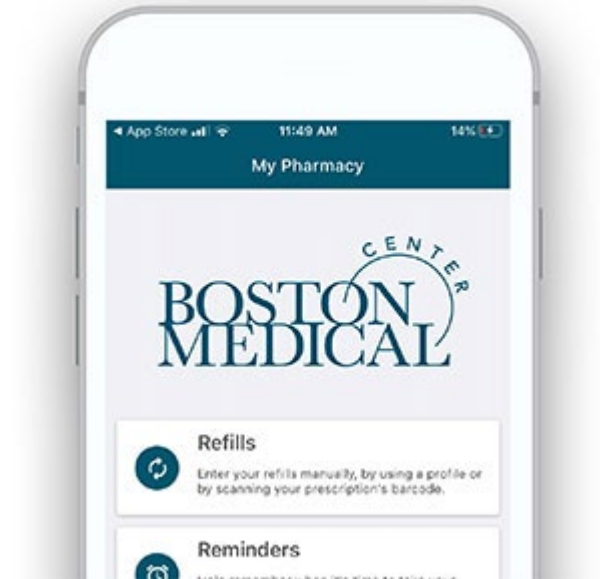 App Store
11:49 AM
14%
My Pharmacy
CENTER
BOSTON
MEDICAL
Refills
Enter your refills manually, by using a profile or
by scanning your prescription's barcode.
Reminders